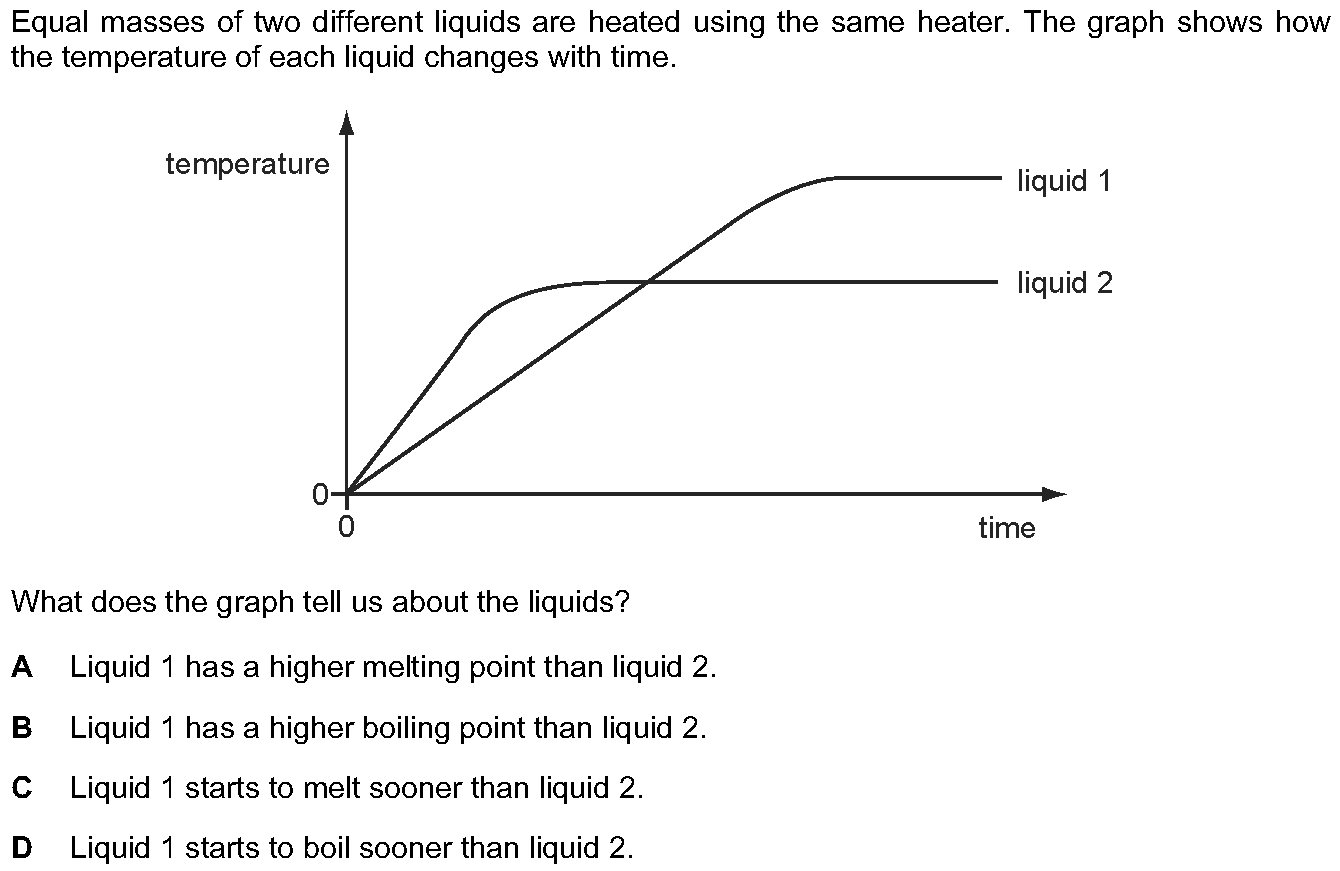 Equal masses of two different liquids are heated using the same heater. The graph shows how
the temperature of each liquid changes with time.
temperature
liquid 1
liquid 2
0
0
time
What does the graph tell us about the liquids?
A Liquid 1 has a higher melting point than liquid 2.
B Liquid 1 has a higher boiling point than liquid 2.
C Liquid 1 starts to melt sooner than liquid 2.
D Liquid 1 starts to boil sooner than liquid 2.